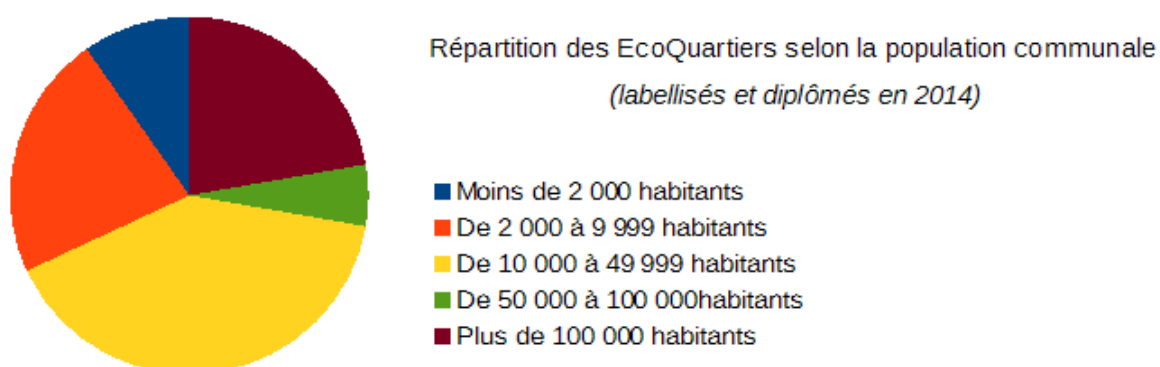 Répartition des EcoQuartiers selon la population communale
(labellisés et diplômés en 2014)
Moins de 2 000 habitants
De 2 000 à 9 999 habitants
De 10 000 à 49 999 habitants
De 50 000 à 100 000habitants
Plus de 100 000 habitants